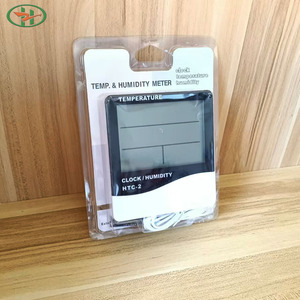 TEMP. & HUMIDITY METER
clock
temperature
humidity
TEMPERATURE
CLOCK/HUMIDITY
HTC-2